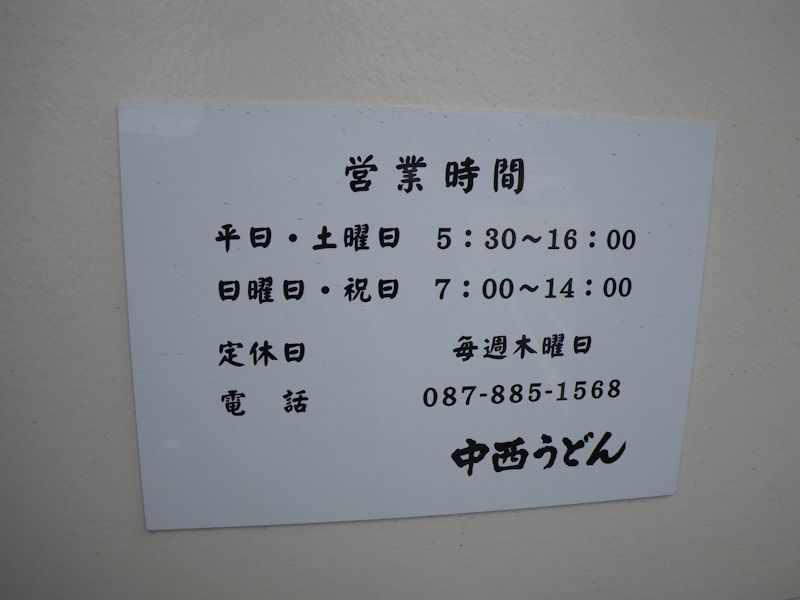 営業時間
平日・土曜日 5：30〜16：00
日曜日・祝日 7：00〜14：00
定休日 毎週木曜日
電 話 087-885-1568
中西うどん